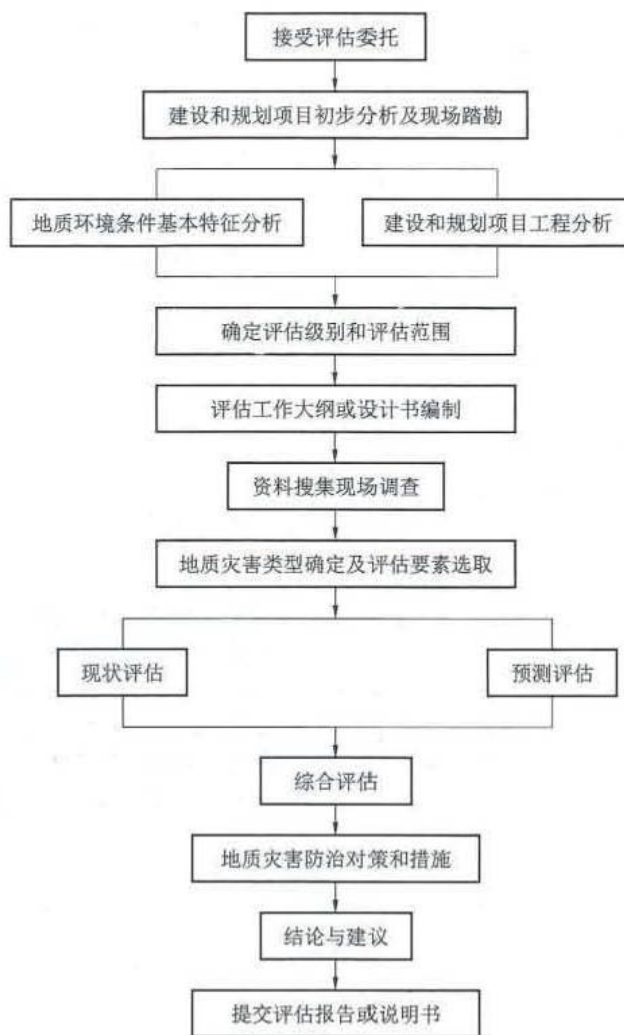 接受评估委托
建设和规划项目初步分析及现场踏勘
地质环境条件基本特征分析
建设和规划项目工程分析
确定评估级别和评估范围
评估工作大纲或设计书编制
资料搜集现场调查
地质灾害类型确定及评估要素选取
现状评估
预测评估
综合评估
地质灾害防治对策和措施
结论与建议
提交评估报告或说明书